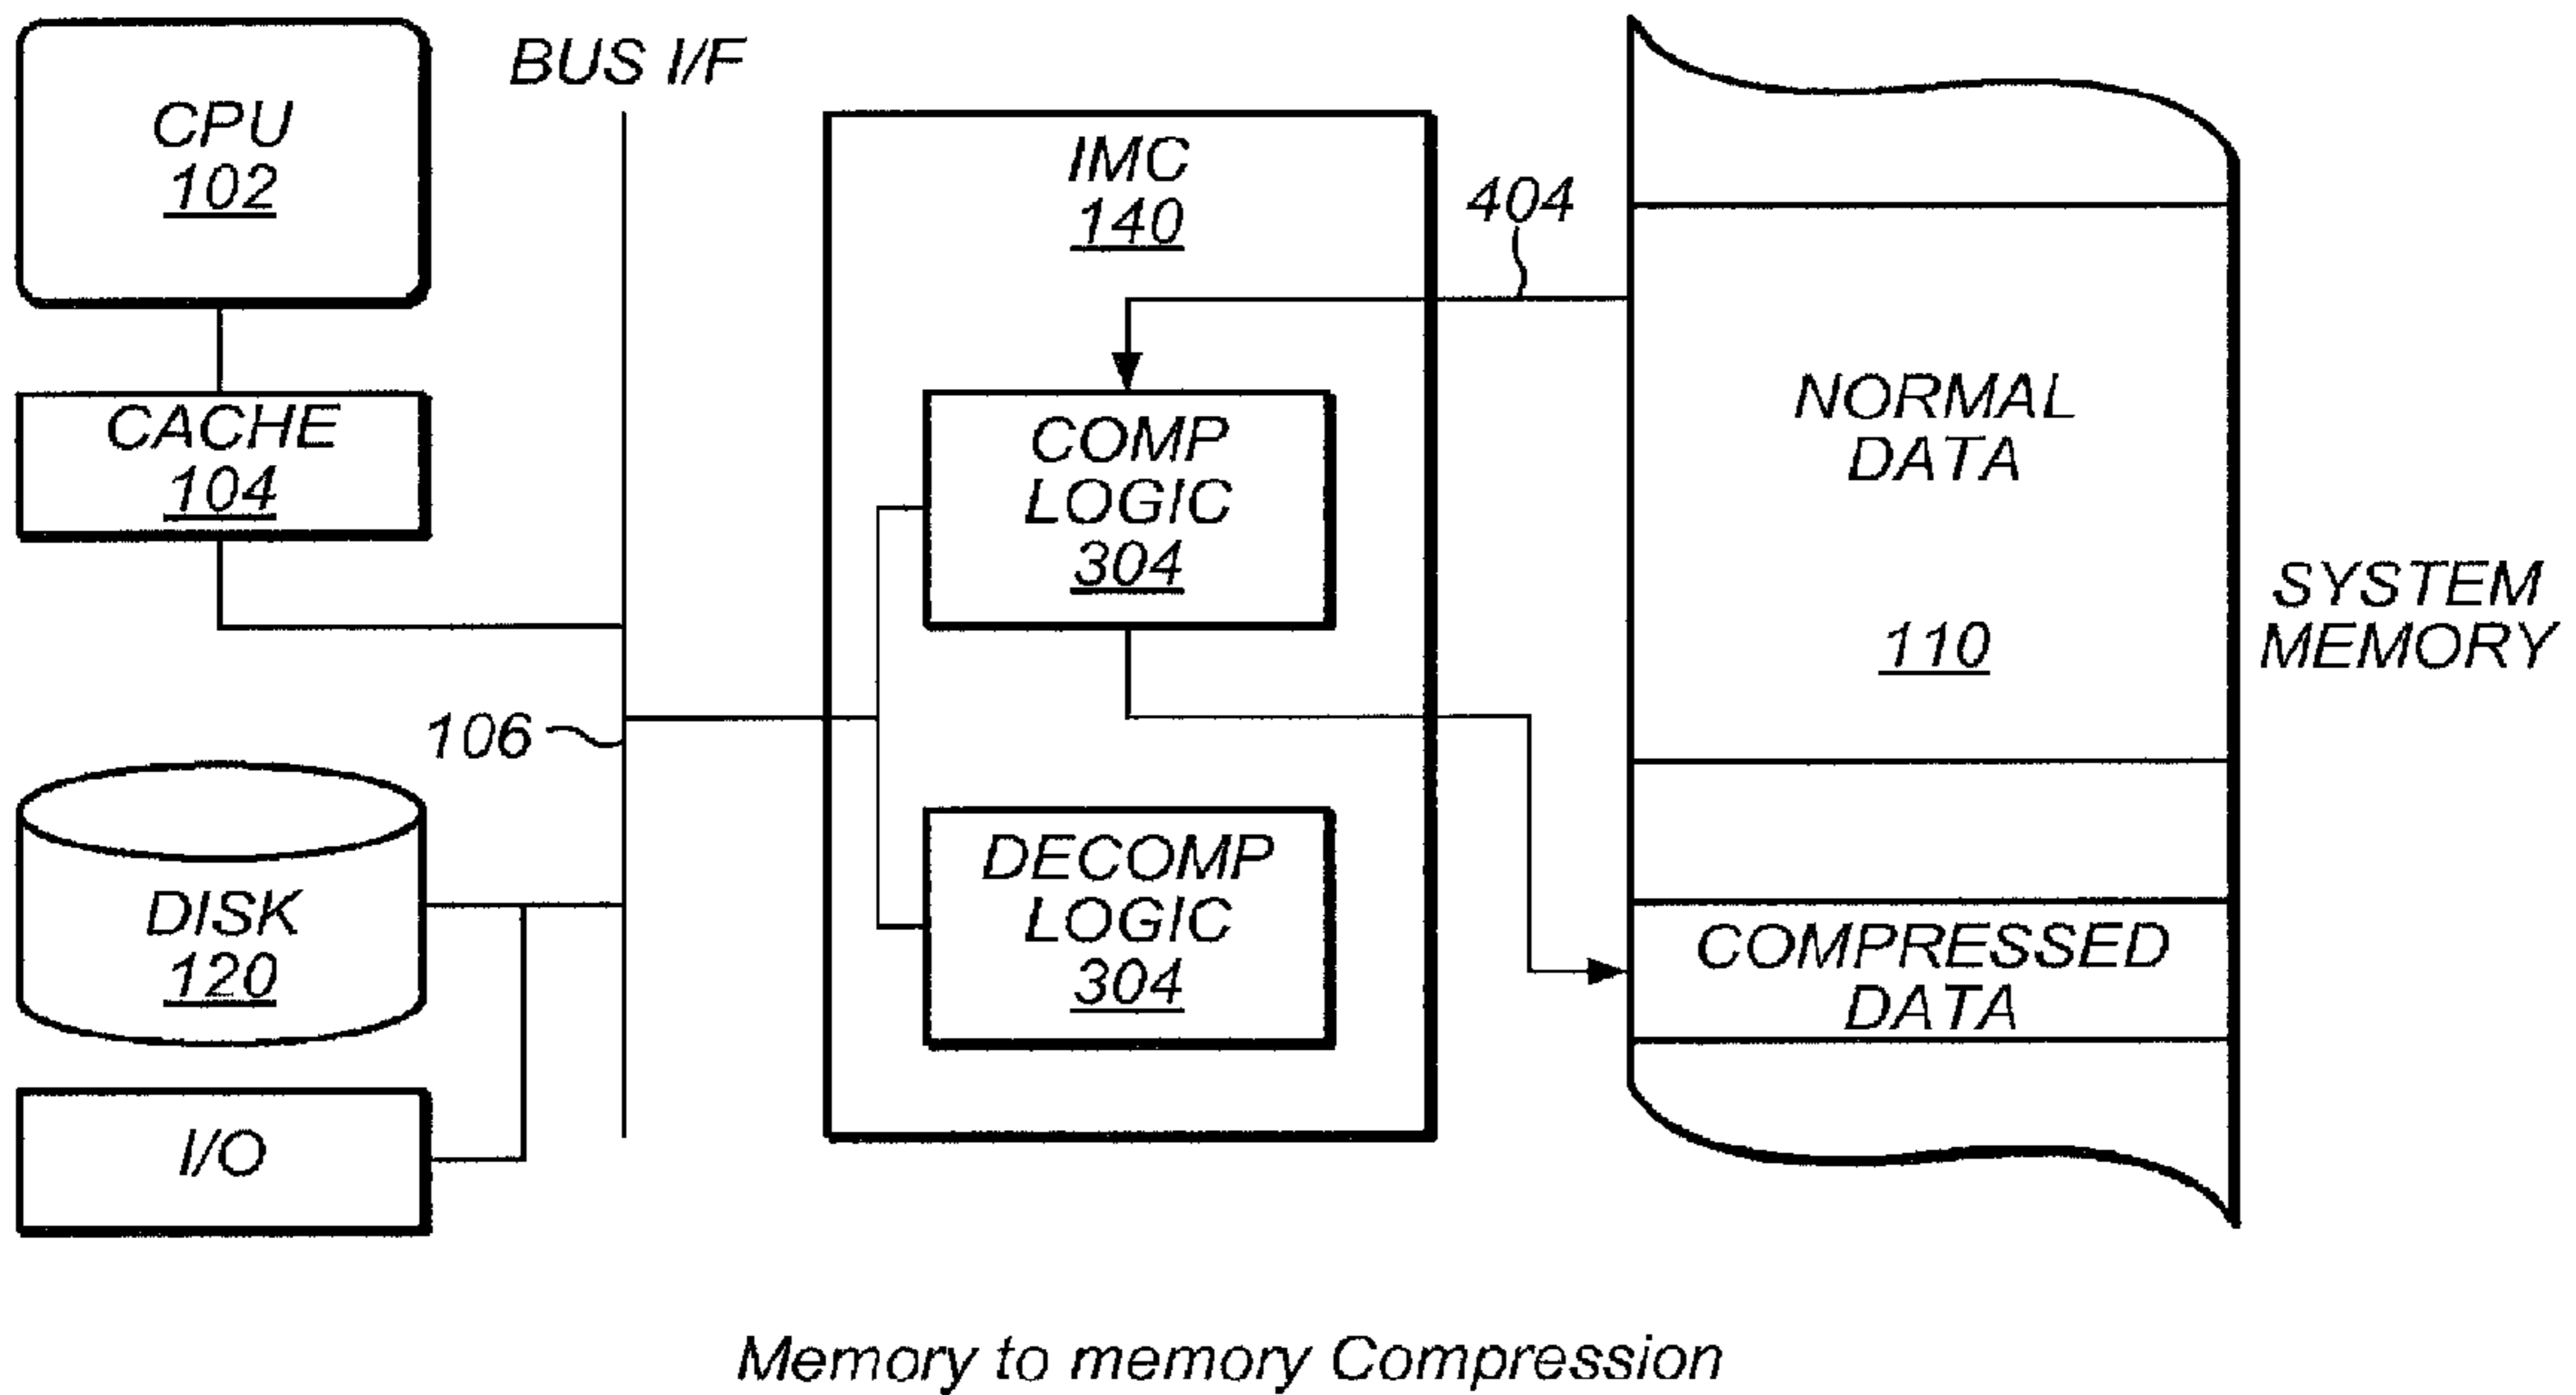 CPU
102
BUS I/F
CACHE
104
106
DISK
120
I/O
IMC
140
404
COMP
LOGIC
304
DECOMP
LOGIC
304
NORMAL
DATA
110
SYSTEM
MEMORY
COMPRESSED
DATA
Memory to memory Compression